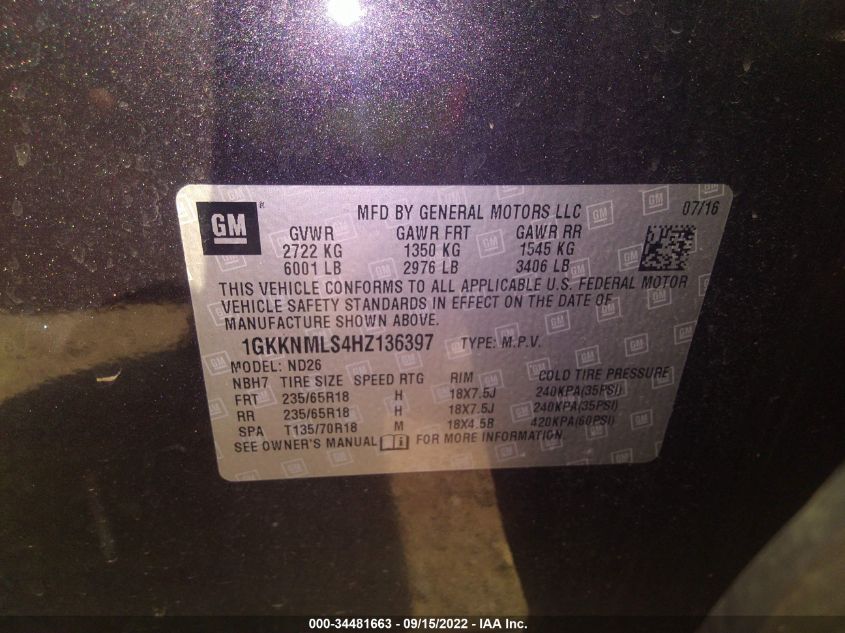 GM ® MFD BY GENERAL MOTORS LLC 07/16
GVWR GAWR FRT GAWR RR
2722 KG 1350 KG 1545 KG
6001 LB 2976 LB 3406 LB
THIS VEHICLE CONFORMS TO ALL APPLICABLE U.S. FEDERAL MOTOR
VEHICLE SAFETY STANDARDS IN EFFECT ON THE DATE OF
MANUFACTURE SHOWN ABOVE.
1GKKNMLS4HZ136397 TYPE: M.P.V.
MODEL: ND26
NBH7 TIRE SIZE SPEED RTG RIM COLD TIRE PRESSURE
FRT 235/65R18 H 18X7.5J 240KPA(35PSI)
RR 235/65R18 H 18X7.5J 240KPA(35PSI)
SPA T135/70R18 M 18X4.5B 420KPA(60PSI)
SEE OWNER'S MANUAL FOR MORE INFORMATION
000-34481663 - 09/15/2022 - IAA Inc.